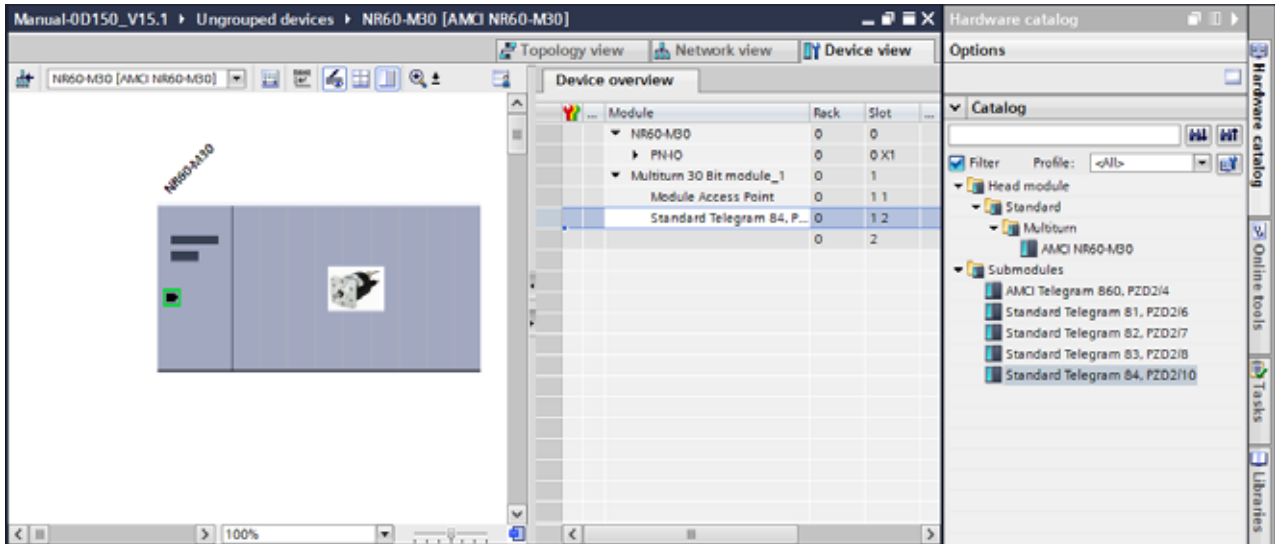 Manual-0D150_V15.1 ▸ Ungrouped devices ▸ NR60-M30 [AMCI NR60-M30]
Hardware catalog
Topology view
Network view
Device view
Options
NR60-M30 [AMCI NR60-M30]
Device overview
... Module Rack Slot ...
Catalog
NR60-M30 0 0
PN-IO 0 0 X1
Multiturn 30 Bit module_1 0 1
Module Access Point 0 1 1
Standard Telegram 84, P... 0 1 2
0 2
NR60-M30
Filter Profile: <All>
Head module
Standard
Multiturn
AMCI NR60-M30
Submodules
AMCI Telegram 860, PZD2/4
Standard Telegram 81, PZD2/6
Standard Telegram 82, PZD2/7
Standard Telegram 83, PZD2/8
Standard Telegram 84, PZD2/10
100%
Hardware catalog
Online tools
Tasks
Libraries